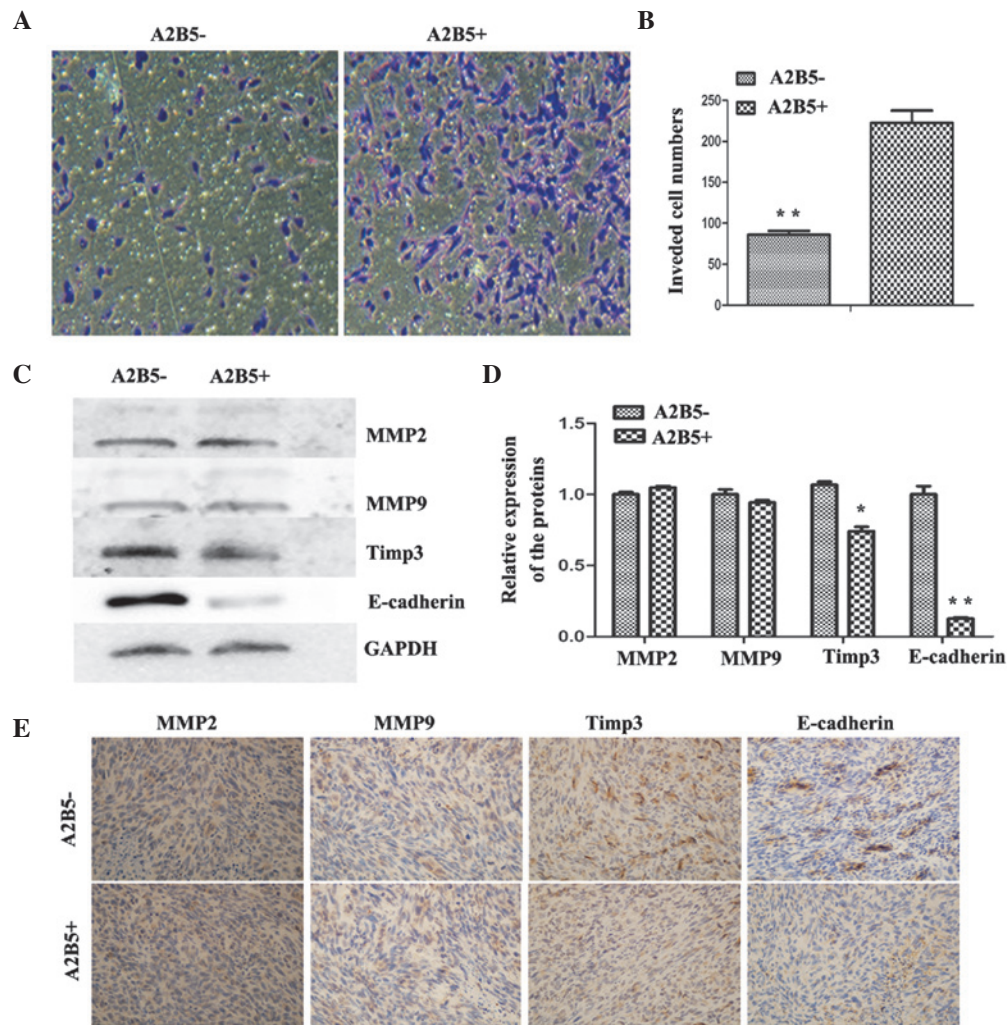 A
A2B5-
A2B5+
B
A2B5-
A2B5+
Inveded cell numbers
250
200
150
100
50
0
**
C
A2B5-
A2B5+
MMP2
MMP9
Timp3
E-cadherin
GAPDH
D
A2B5-
A2B5+
Relative expression
of the proteins
1.5
1.0
0.5
0.0
*
**
MMP2
MMP9
Timp3
E-cadherin
E
MMP2
MMP9
Timp3
E-cadherin
A2B5-
A2B5+